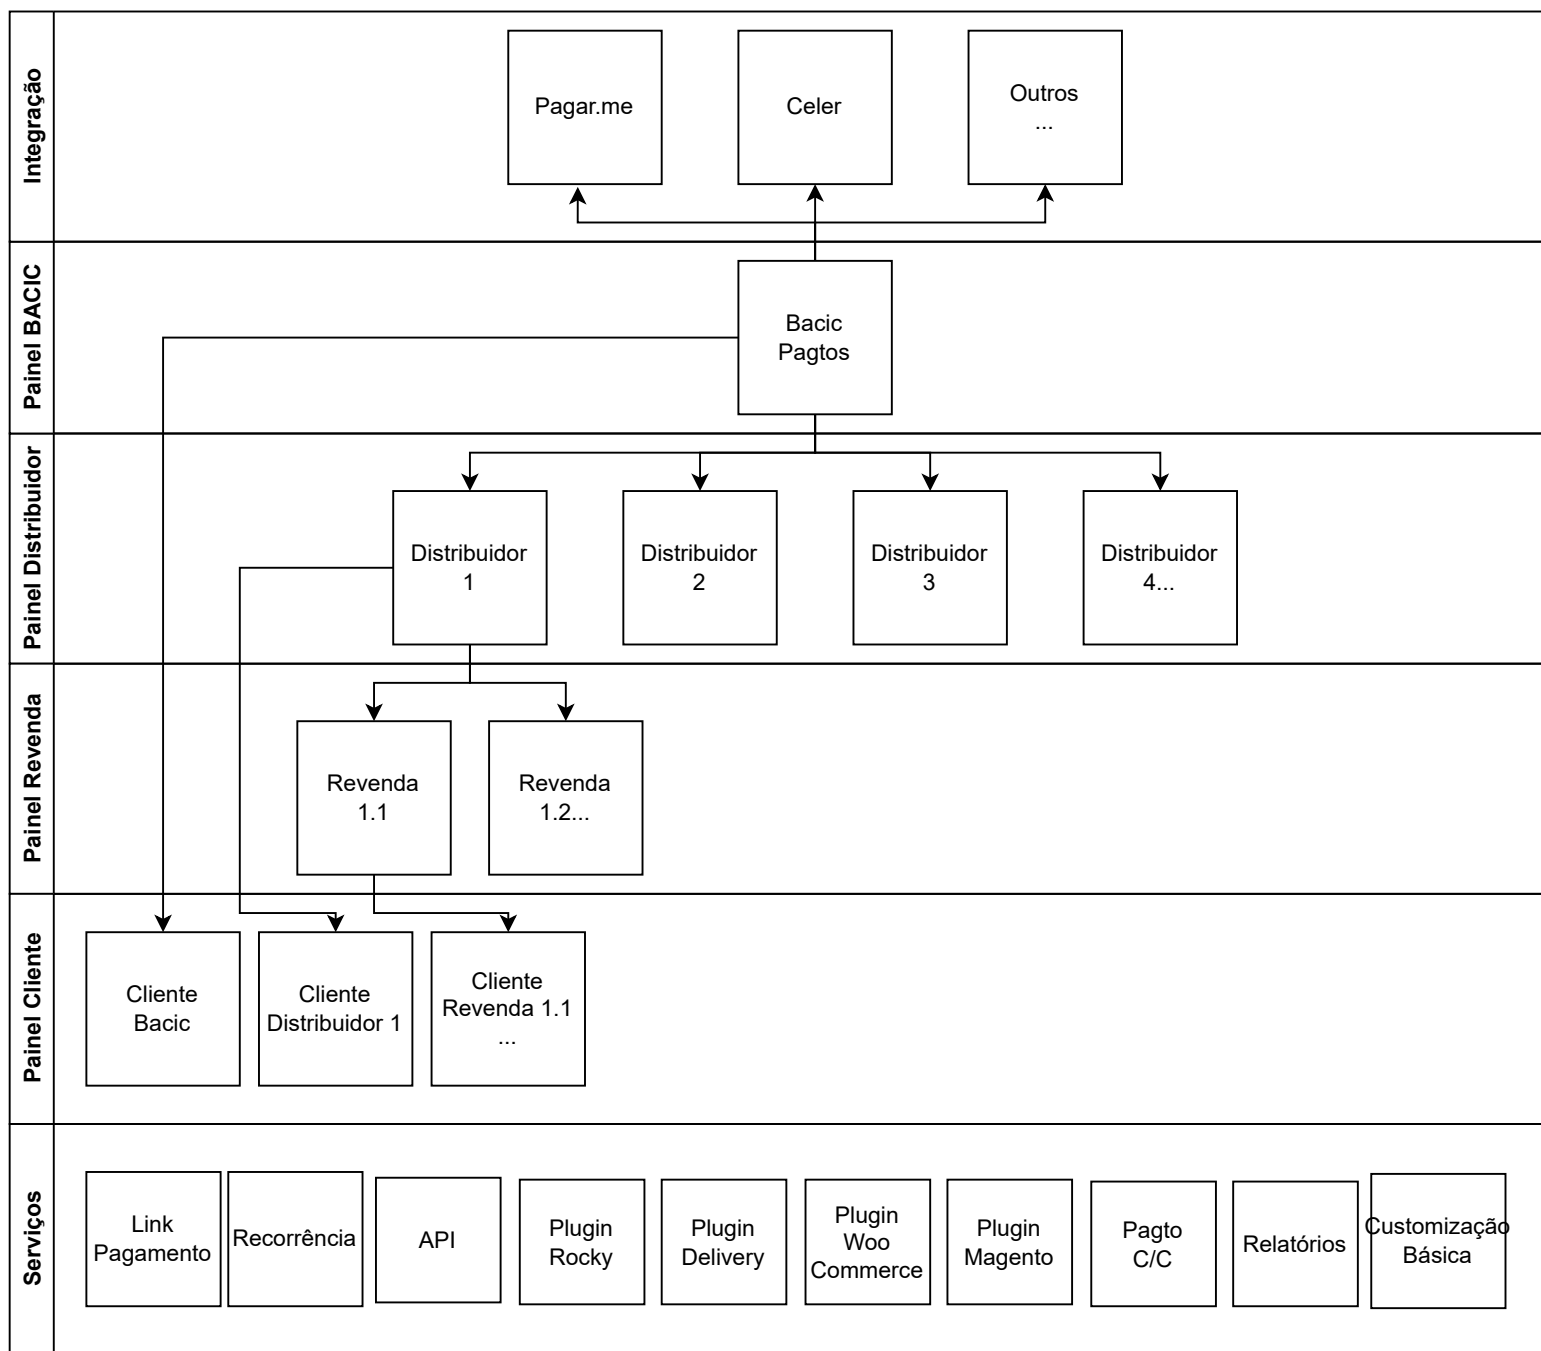 Integração
Pagar.me
Celer
Outros
...
Painel BACIC
Bacic
Pagtos
Painel Distribuidor
Distribuidor
1
Distribuidor
2
Distribuidor
3
Distribuidor
4...
Painel Revenda
Revenda
1.1
Revenda
1.2...
Painel Cliente
Cliente
Bacic
Cliente
Distribuidor 1
Cliente
Revenda 1.1
...
Serviços
Link
Pagamento
Recorrência
API
Plugin
Rocky
Plugin
Delivery
Plugin
Woo
Commerce
Plugin
Magento
Pagto
C/C
Relatórios
Customização
Básica